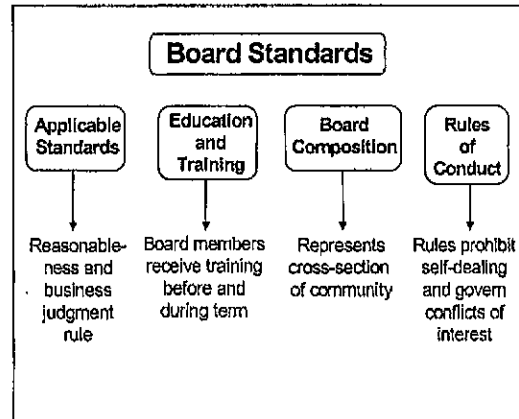 Board Standards
Applicable
Standards
Education
and
Training
Board
Composition
Rules
of
Conduct
Reasonable-
ness and
business
judgment
rule
Board members
receive training
before and
during term
Represents
cross-section
of community
Rules prohibit
self-dealing
and govern
conflicts of
interest